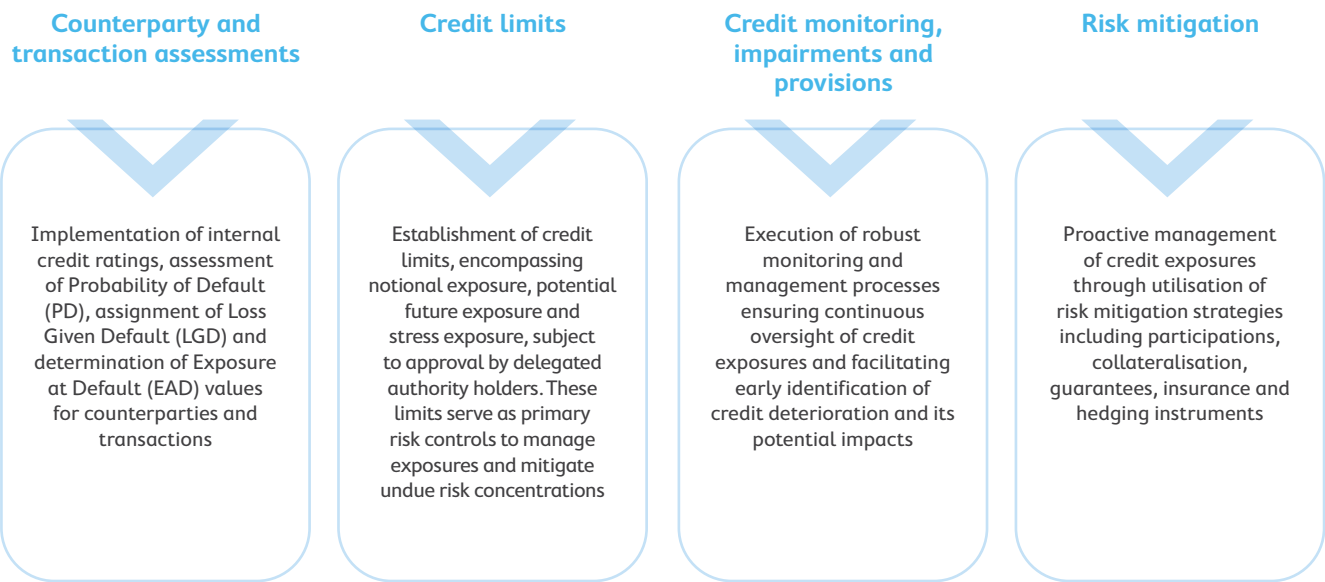 Counterparty and
transaction assessments
Implementation of internal
credit ratings, assessment
of Probability of Default
(PD), assignment of Loss
Given Default (LGD) and
determination of Exposure
at Default (EAD) values
for counterparties and
transactions
Credit limits
Establishment of credit
limits, encompassing
notional exposure, potential
future exposure and
stress exposure, subject
to approval by delegated
authority holders. These
limits serve as primary
risk controls to manage
exposures and mitigate
undue risk concentrations
Credit monitoring,
impairments and
provisions
Execution of robust
monitoring and
management processes
ensuring continuous
oversight of credit
exposures and facilitating
early identification of
credit deterioration and its
potential impacts
Risk mitigation
Proactive management
of credit exposures
through utilisation of
risk mitigation strategies
including participations,
collateralisation,
guarantees, insurance and
hedging instruments